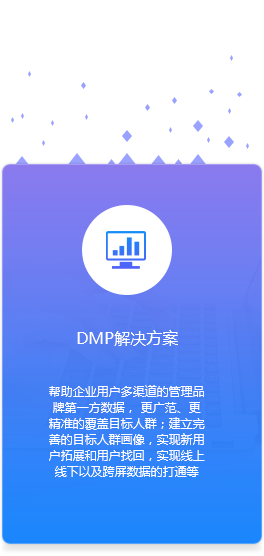 DMP解决方案
帮助企业用户多渠道的管理品
牌第一方数据， 更广范、更
精准的覆盖目标人群；建立完
善的目标人群画像，实现新用
户拓展和用户找回，实现线上
线下以及跨屏数据的打通等